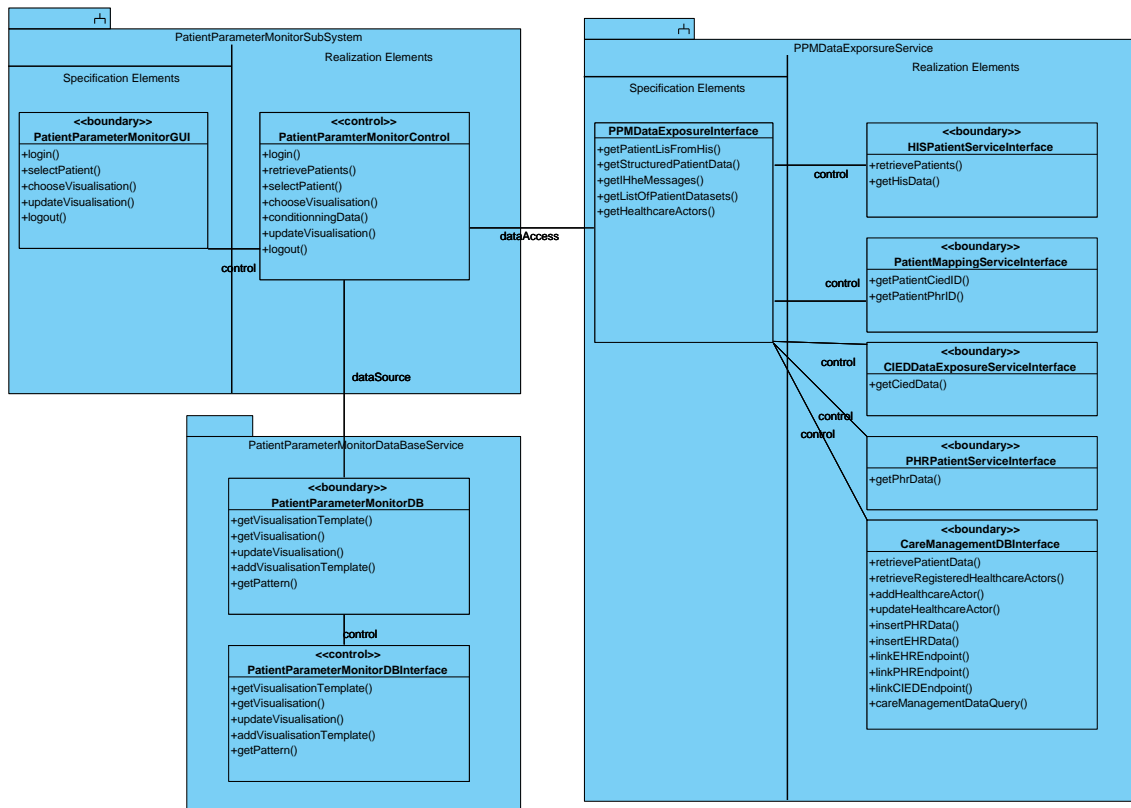 PatientParameterMonitorSubSystem
Specification Elements
Realization Elements
<<boundary>>
PatientParameterMonitorGUI
+login()
+selectPatient()
+chooseVisualisation()
+updateVisualisation()
+logout()
<<control>>
PatientParamterMonitorControl
+login()
+retrievePatients()
+selectPatient()
+chooseVisualisation()
+conditionningData()
+updateVisualisation()
+logout()
control
dataAccess
dataSource
PatientParameterMonitorDataBaseService
<<boundary>>
PatientParameterMonitorDB
+getVisualisationTemplate()
+getVisualisation()
+updateVisualisation()
+addVisualisationTemplate()
+getPattern()
control
<<control>>
PatientParameterMonitorDBInterface
+getVisualisationTemplate()
+getVisualisation()
+updateVisualisation()
+addVisualisationTemplate()
+getPattern()
PPMDataExporsureService
Specification Elements
Realization Elements
PPMDataExposureInterface
+getPatientLisFromHis()
+getStructuredPatientData()
+getIHheMessages()
+getListOfPatientDatasets()
+getHealthcareActors()
control
control
control
control
control
<<boundary>>
HISPatientServiceInterface
+retrievePatients()
+getHisData()
<<boundary>>
PatientMappingServiceInterface
+getPatientCiedID()
+getPatientPhrID()
<<boundary>>
CIEDDataExposureServiceInterface
+getCiedData()
<<boundary>>
PHRPatientServiceInterface
+getPhrData()
<<boundary>>
CareManagementDBInterface
+retrievePatientData()
+retrieveRegisteredHealthcareActors()
+addHealthcareActor()
+updateHealthcareActor()
+insertPHRData()
+insertEHRData()
+linkEHREndpoint()
+linkPHREndpoint()
+linkCIEDEndpoint()
+careManagementDataQuery()